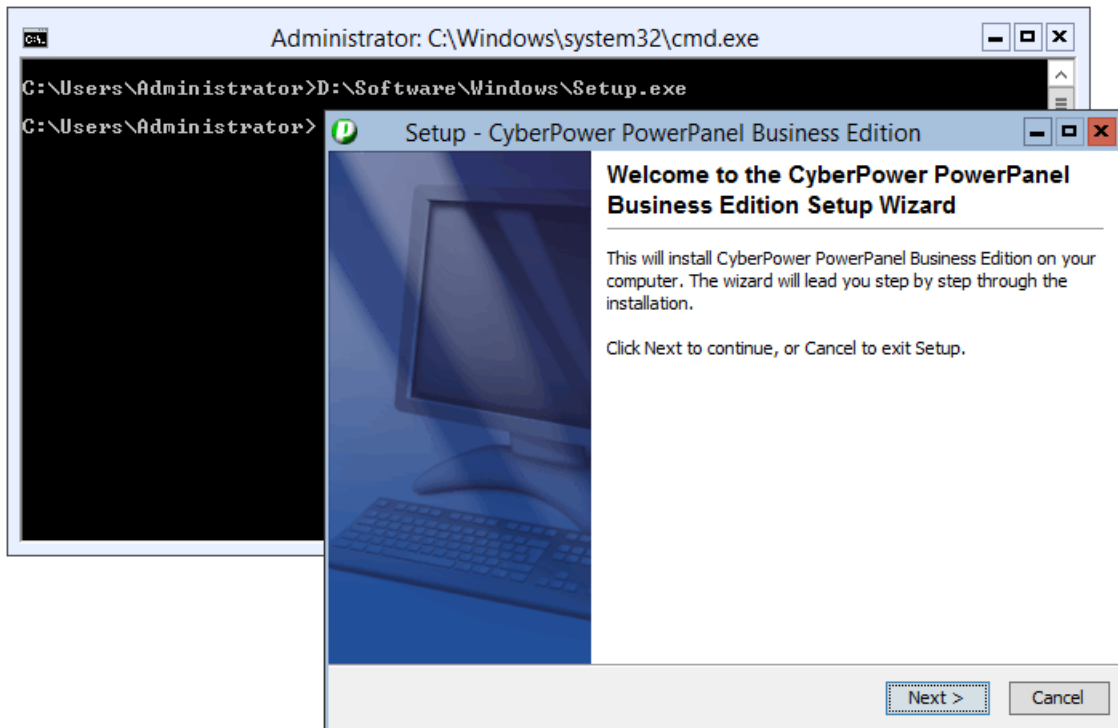 Administrator: C:\Windows\system32\cmd.exe
C:\Users\Administrator>D:\Software\Windows\Setup.exe
C:\Users\Administrator>
Setup - CyberPower PowerPanel Business Edition
Welcome to the CyberPower PowerPanel
Business Edition Setup Wizard
This will install CyberPower PowerPanel Business Edition on your
computer. The wizard will lead you step by step through the
installation.
Click Next to continue, or Cancel to exit Setup.
Next >
Cancel